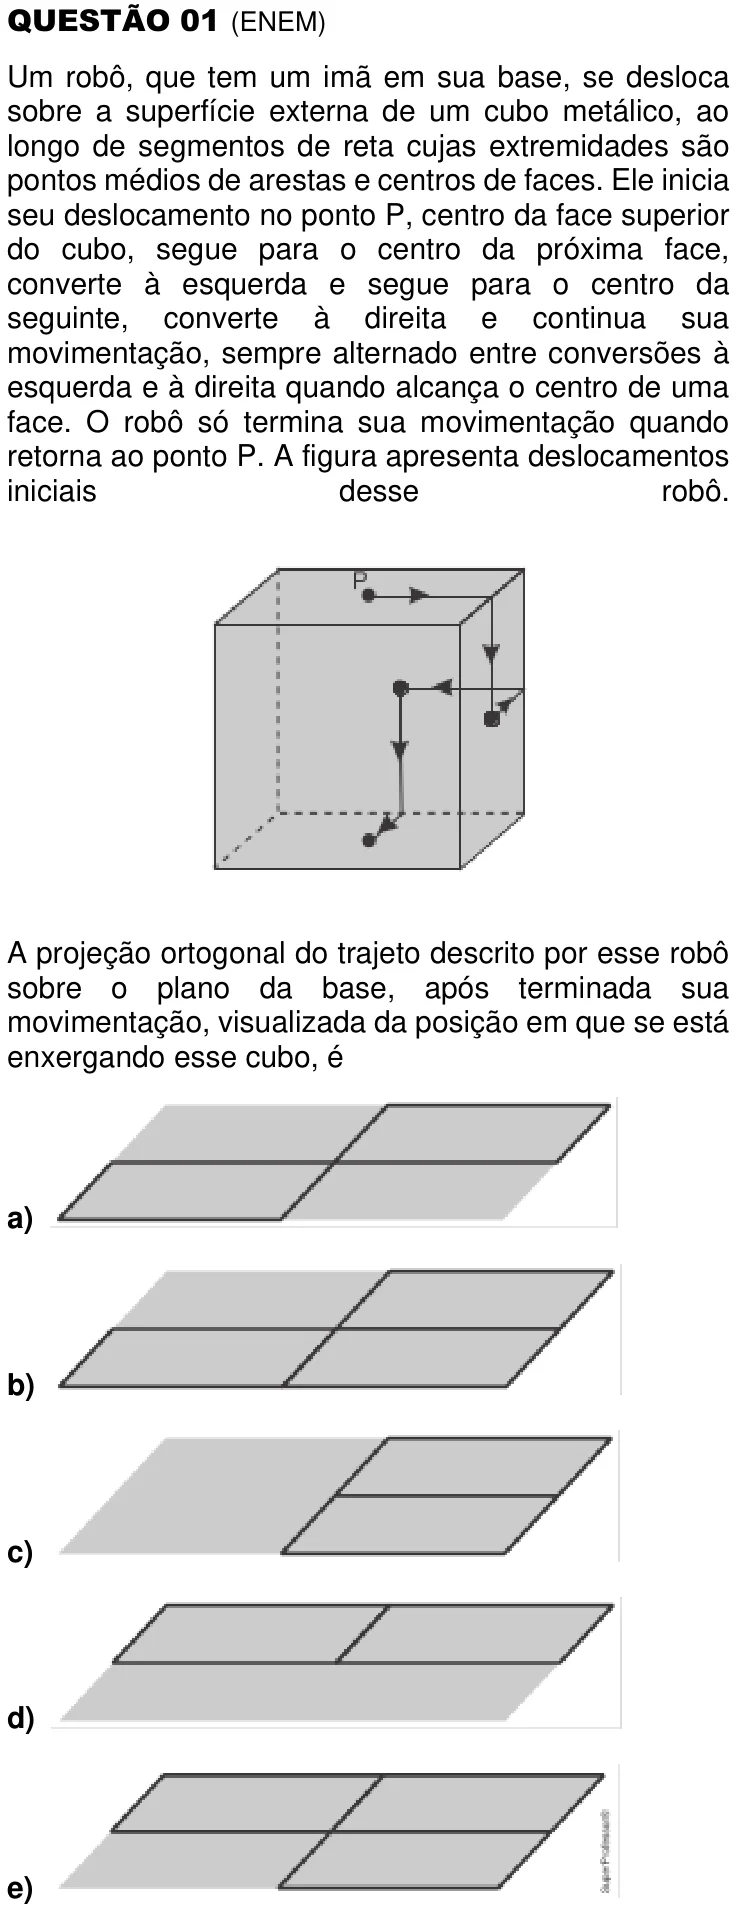 QUESTÃO 01 (ENEM)
Um robô, que tem um imã em sua base, se desloca
sobre a superfície externa de um cubo metálico, ao
longo de segmentos de reta cujas extremidades são
pontos médios de arestas e centros de faces. Ele inicia
seu deslocamento no ponto P, centro da face superior
do cubo, segue para o centro da próxima face,
converte à esquerda e segue para o centro da
seguinte, converte à direita e continua sua
movimentação, sempre alternado entre conversões à
esquerda e à direita quando alcança o centro de uma
face. O robô só termina sua movimentação quando
retorna ao ponto P. A figura apresenta deslocamentos
iniciais desse robô.
P
A projeção ortogonal do trajeto descrito por esse robô
sobre o plano da base, após terminada sua
movimentação, visualizada da posição em que se está
enxergando esse cubo, é
a)
b)
c)
d)
e)
SuperProfessor®